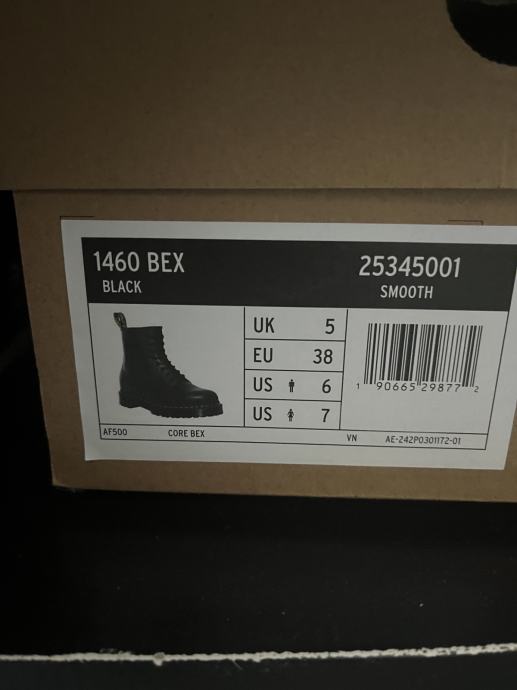 1460 BEX
BLACK
25345001
SMOOTH
UK 5
EU 38
US 6
US 7
1 90665 29877 2
AF500 CORE BEX VN AE-242P0301172-01